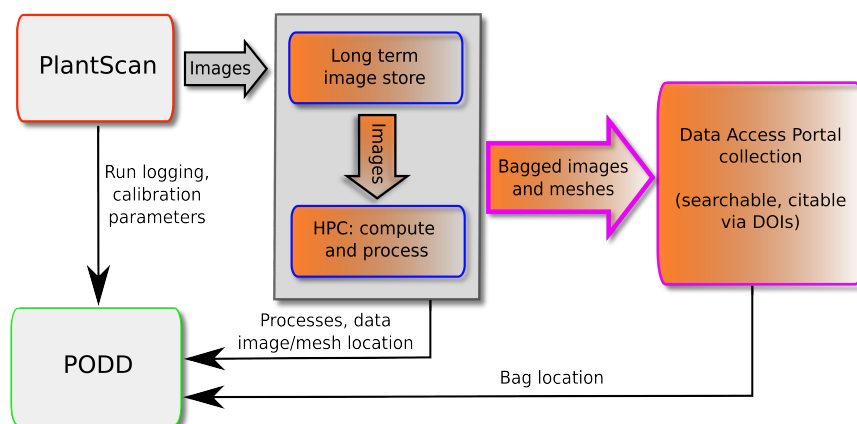 PlantScan
Images
Long term
image store
Images
HPC: compute
and process
Bagged images
and meshes
Data Access Portal
collection
(searchable, citable
via DOIs)
Run logging,
calibration
parameters
PODD
Processes, data
image/mesh location
Bag location